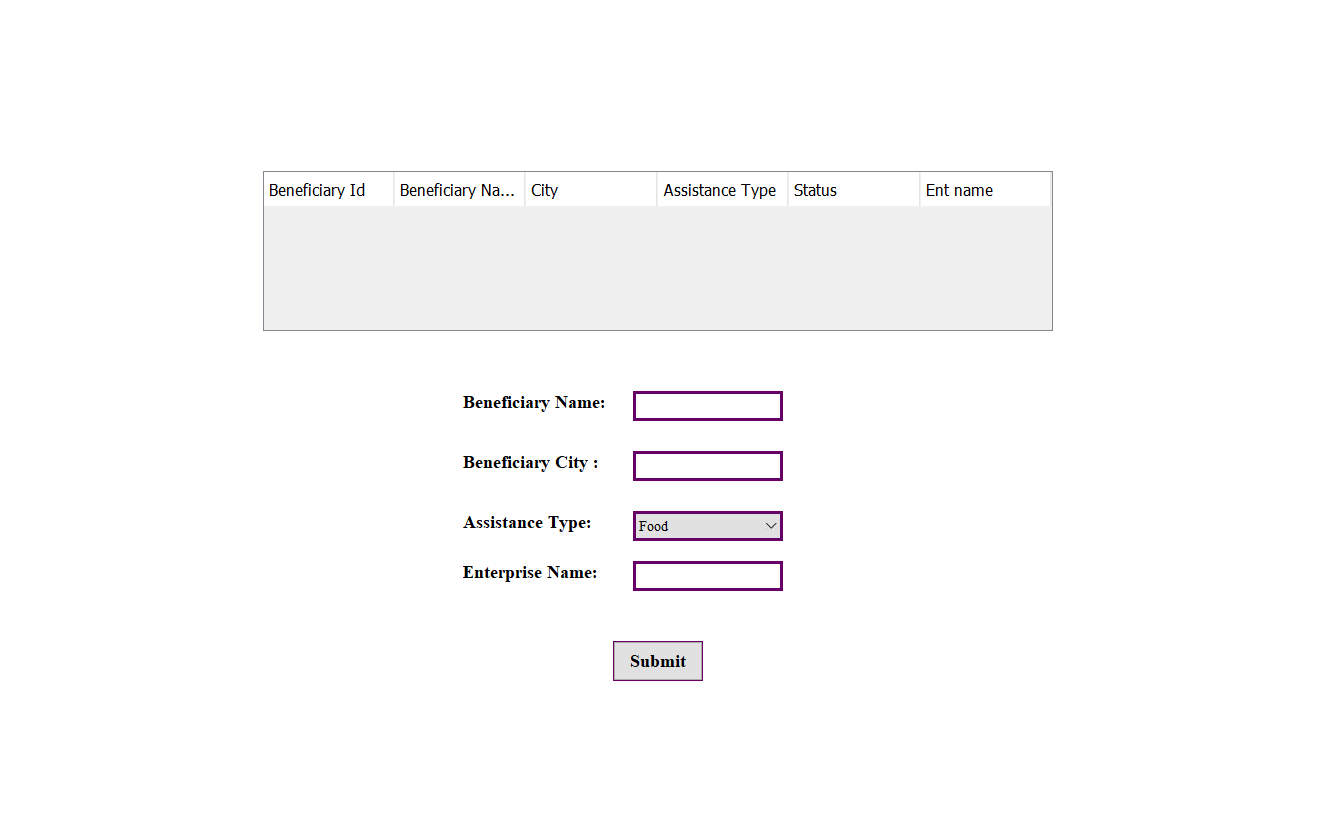 Beneficiary Id Beneficiary Na... City Assistance Type Status Ent name
Beneficiary Name:
Beneficiary City :
Assistance Type: Food
Enterprise Name:
Submit